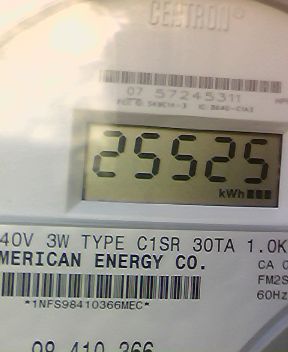 CENTRON®
07 57245311
25525
kWh
40V 3W TYPE C1SR 30TA 1.0K
MERICAN ENERGY CO.
CA 0
FM2S
60Hz
*1NFS98410366MEC*
98 410 366